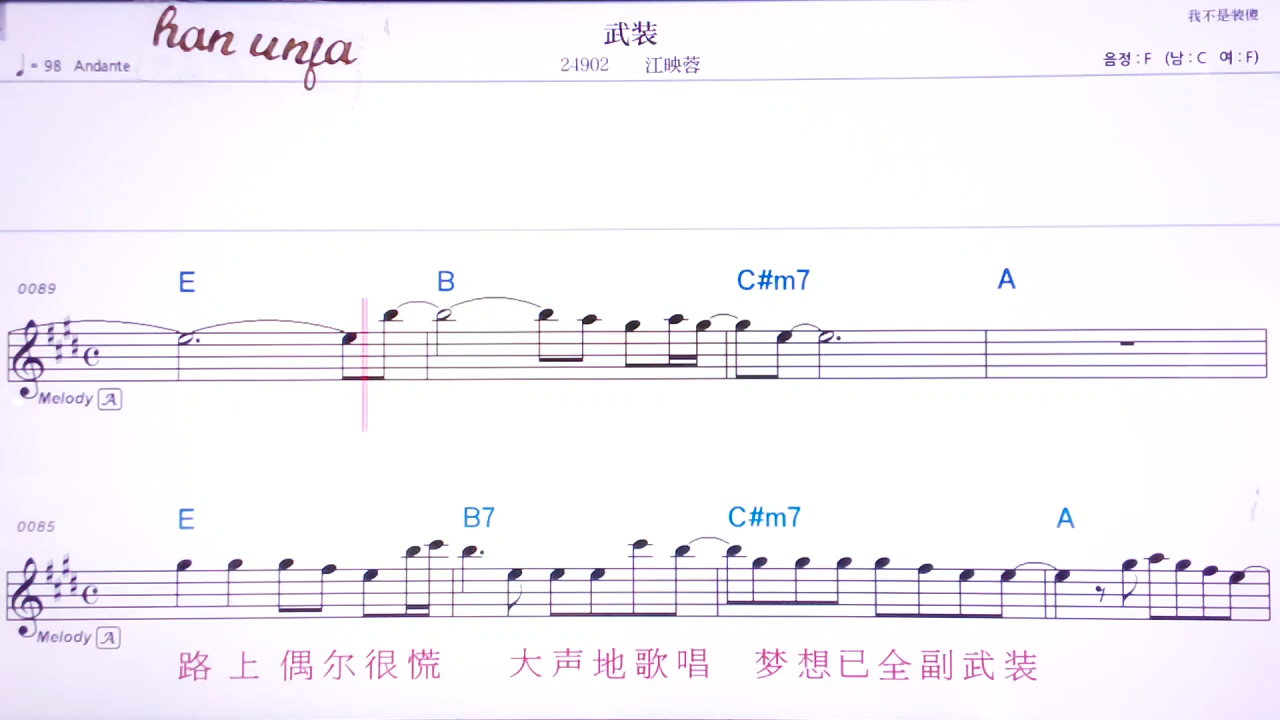 han unfa
武装
我不是装傻
♩= 98 Andante
24902 江映蓉
음정 : F (남 : C 여 : F)
E B C#m7 A
0089
Melody A
E B7 C#m7 A
0085
Melody A
路上偶尔很慌 大声地歌唱 梦想已全副武装